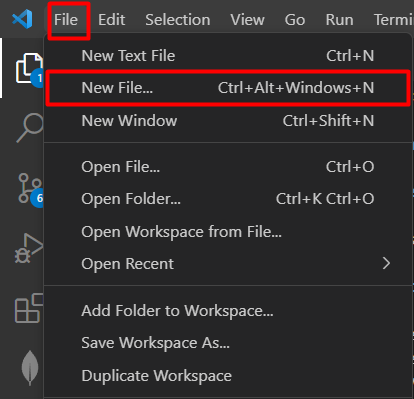 File Edit Selection View Go Run Termi
New Text File Ctrl+N
1
New File... Ctrl+Alt+Windows+N
New Window Ctrl+Shift+N
Open File... Ctrl+O
6
Open Folder... Ctrl+K Ctrl+O
Open Workspace from File...
Open Recent
Add Folder to Workspace...
Save Workspace As...
Duplicate Workspace